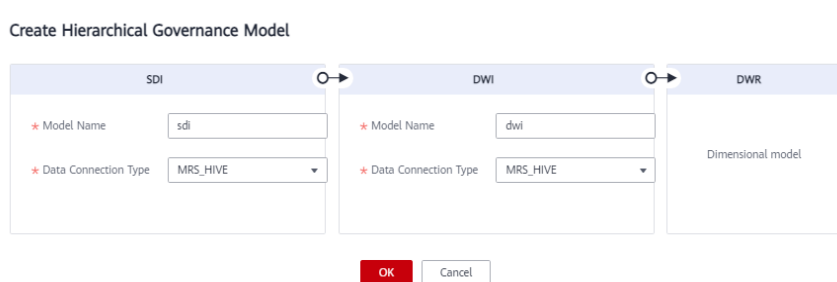 Create Hierarchical Governance Model
SDI
DWI
DWR
* Model Name
sdi
* Model Name
dwi
Dimensional model
* Data Connection Type
MRS_HIVE
* Data Connection Type
MRS_HIVE
OK
Cancel